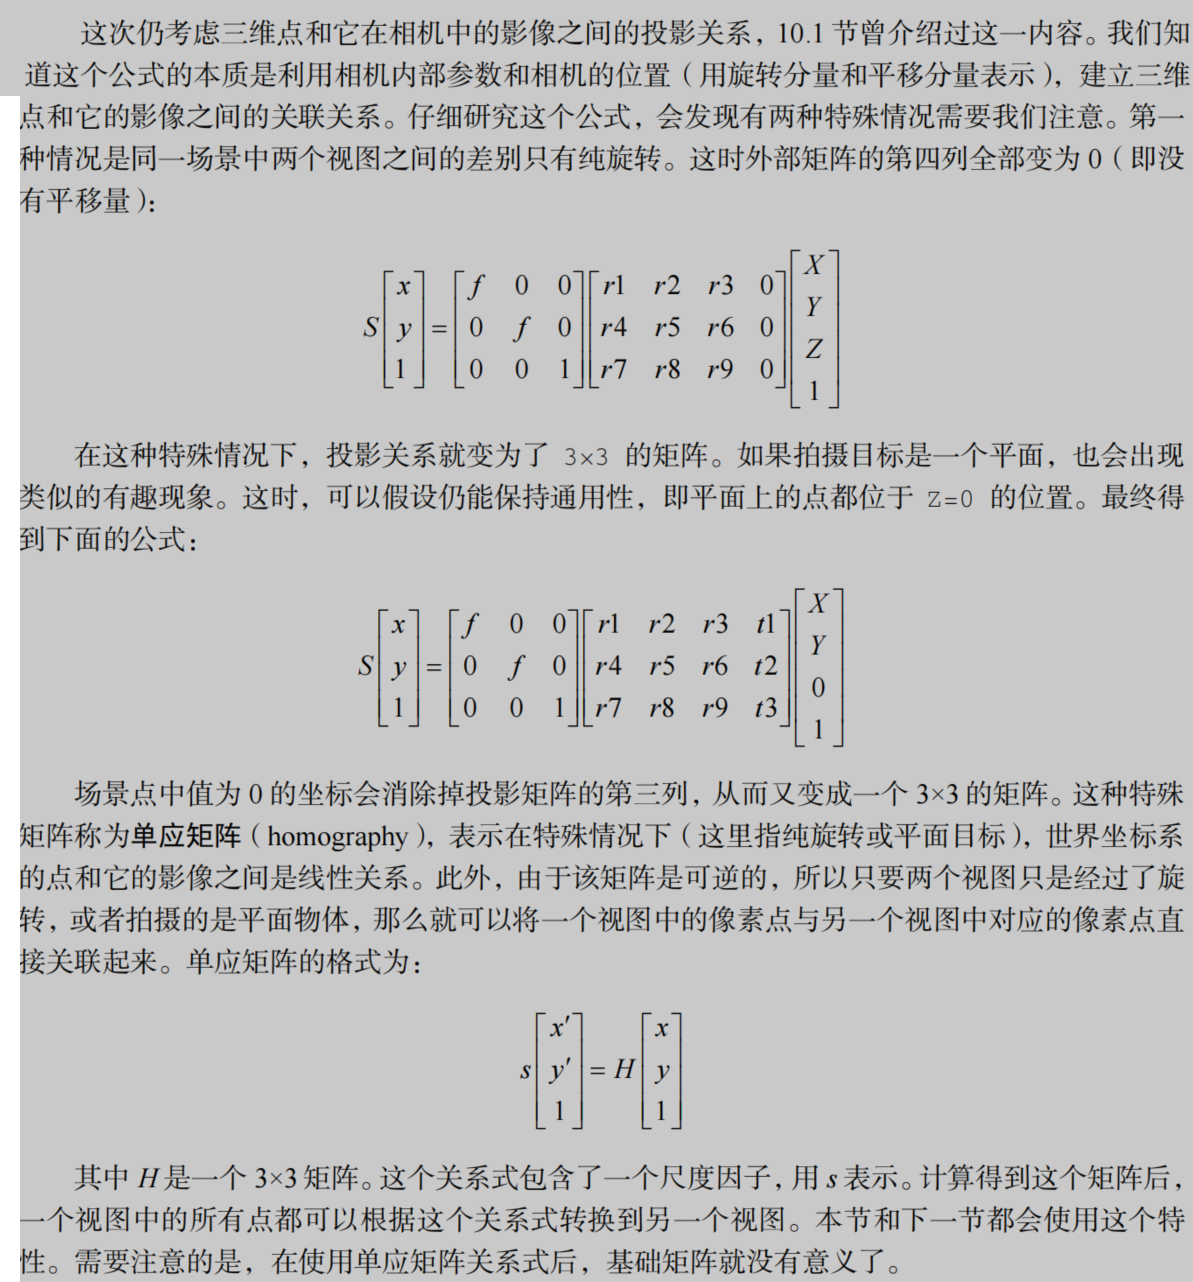 这次仍考虑三维点和它在相机中的影像之间的投影关系，10.1 节曾介绍过这一内容。我们知
道这个公式的本质是利用相机内部参数和相机的位置（用旋转分量和平移分量表示），建立三维
点和它的影像之间的关联关系。仔细研究这个公式，会发现有两种特殊情况需要我们注意。第一
种情况是同一场景中两个视图之间的差别只有纯旋转。这时外部矩阵的第四列全部变为 0（即没
有平移量）：
S [x y 1] = [f 0 0; 0 f 0; 0 0 1] [r1 r2 r3 0; r4 r5 r6 0; r7 r8 r9 0] [X Y Z 1]
在这种特殊情况下，投影关系就变为了 3×3 的矩阵。如果拍摄目标是一个平面，也会出现
类似的有趣现象。这时，可以假设仍能保持通用性，即平面上的点都位于 Z=0 的位置。最终得
到下面的公式：
S [x y 1] = [f 0 0; 0 f 0; 0 0 1] [r1 r2 r3 t1; r4 r5 r6 t2; r7 r8 r9 t3] [X Y 0 1]
场景点中值为 0 的坐标会消除掉投影矩阵的第三列，从而又变成一个 3×3 的矩阵。这种特殊
矩阵称为单应矩阵（homography），表示在特殊情况下（这里指纯旋转或平面目标），世界坐标系
的点和它的影像之间是线性关系。此外，由于该矩阵是可逆的，所以只要两个视图只是经过了旋
转，或者拍摄的是平面物体，那么就可以将一个视图中的像素点与另一个视图中对应的像素点直
接关联起来。单应矩阵的格式为：
s [x′ y′ 1] = H [x y 1]
其中 H 是一个 3×3 矩阵。这个关系式包含了一个尺度因子，用 s 表示。计算得到这个矩阵后，
一个视图中的所有点都可以根据这个关系式转换到另一个视图。本节和下一节都会使用这个特
性。需要注意的是，在使用单应矩阵关系式后，基础矩阵就没有意义了。